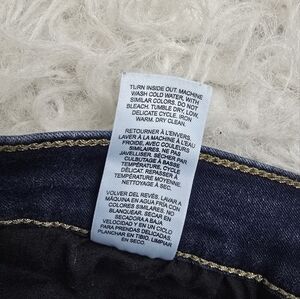 TURN INSIDE OUT. MACHINE
WASH COLD WATER, WITH
SIMILAR COLORS. DO NOT
BLEACH. TUMBLE DRY, LOW,
DELICATE CYCLE. IRON
WARM. DRY CLEAN.
RETOURNER À L'ENVERS.
LAVER À LA MACHINE EN EAU
FROIDE, AVEC COULEURS
SIMILAIRES, NE PAS
JAVELLISER. SÉCHER PAR
CULBUTAGE À BASSE
TEMPÉRATURE, CYCLE
DÉLICAT. REPASSER À
TEMPÉRATURE MOYENNE.
NETTOYAGE À SEC.
VOLVER DEL REVÉS, LAVAR A
MÁQUINA EN AGUA FRÍA CON
COLORES SIMILARES. NO
BLANQUEAR. SECAR EN
SECADORA A BAJA
VELOCIDAD Y EN UN CICLO
PARA PRENDAS DELICADAS.
PLANCHAR EN TIBIO. LIMPIAR
EN SECO.